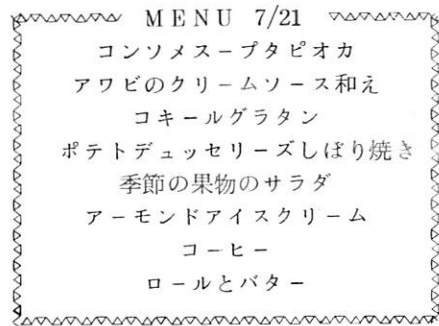 MENU 7/21
コンソメスープタピオカ
アワビのクリームソース和え
コキールグラタン
ポテトデュッセリーズしぼり焼き
季節の果物のサラダ
アーモンドアイスクリーム
コーヒー
ロールとバター